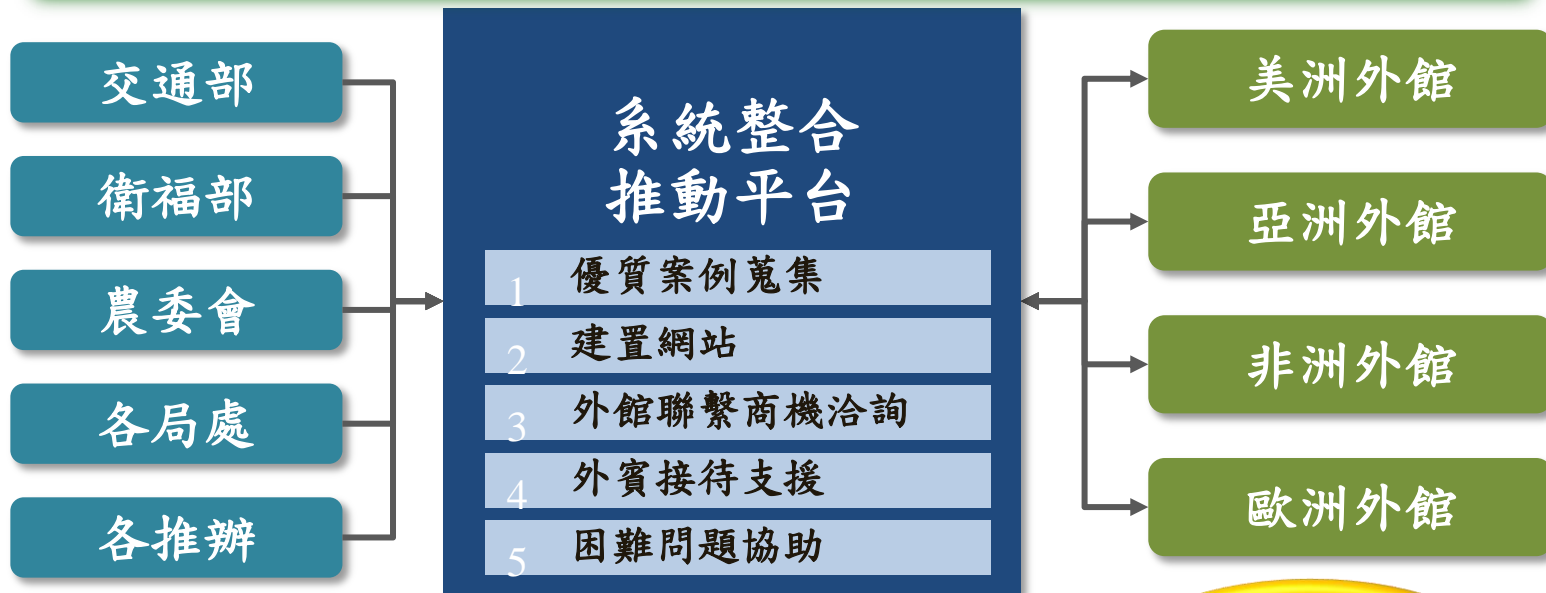 交通部
衛福部
農委會
各局處
各推辦
系統整合
推動平台
1 優質案例蒐集
2 建置網站
3 外館聯繫商機洽詢
4 外賓接待支援
5 困難問題協助
美洲外館
亞洲外館
非洲外館
歐洲外館